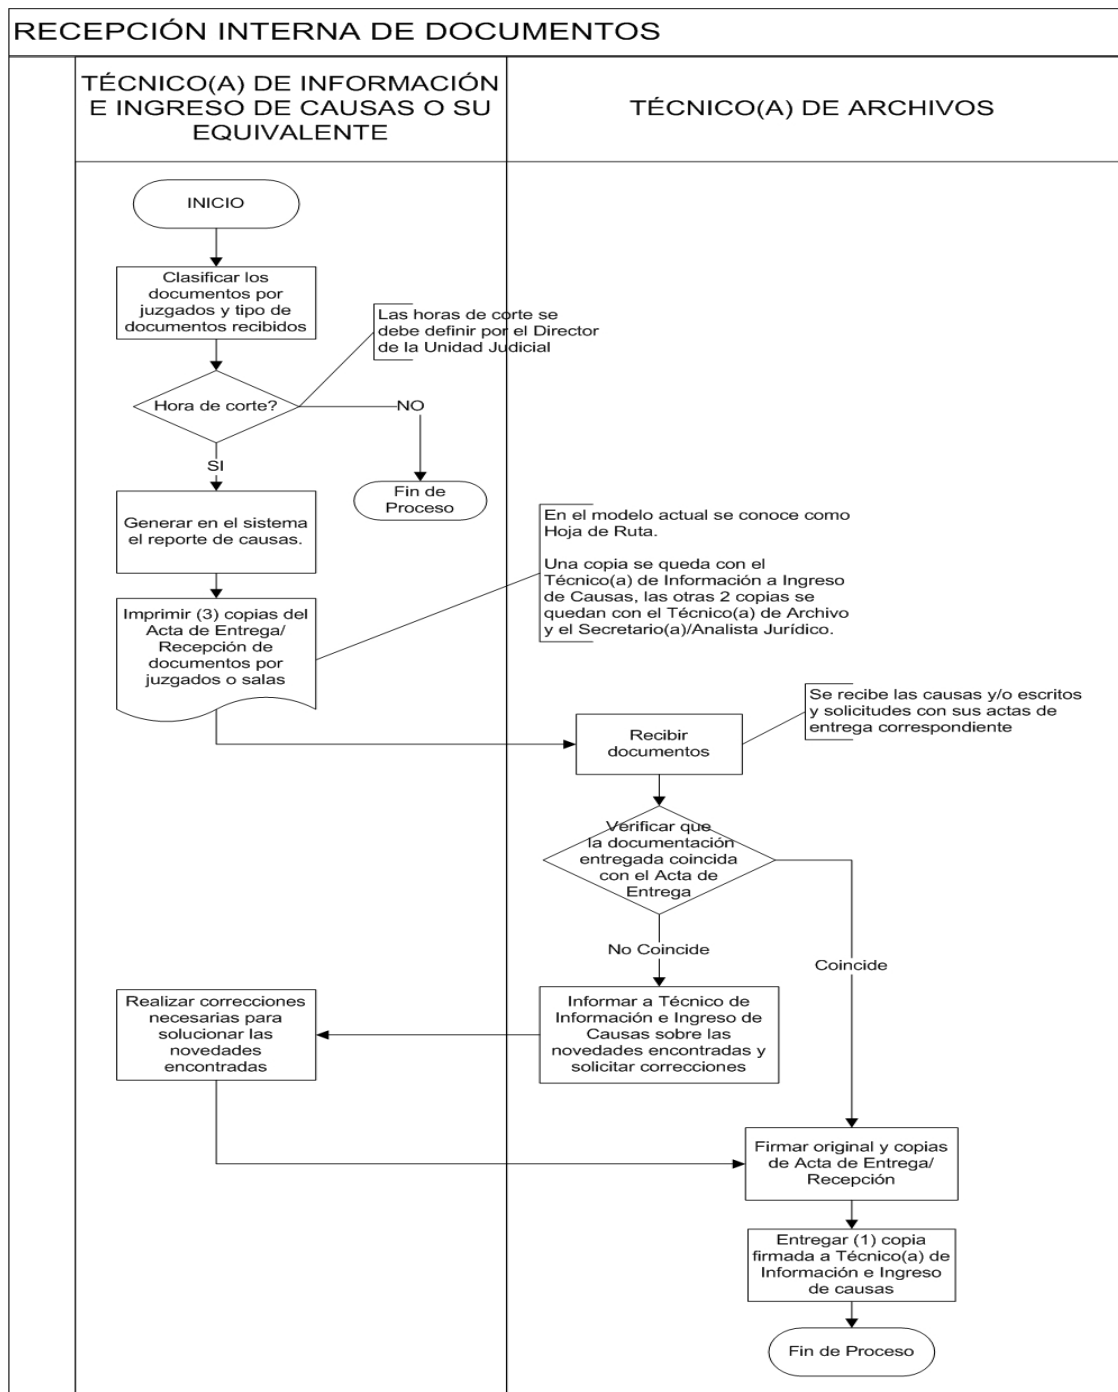 RECEPCIÓN INTERNA DE DOCUMENTOS
TÉCNICO(A) DE INFORMACIÓN
E INGRESO DE CAUSAS O SU
EQUIVALENTE
TÉCNICO(A) DE ARCHIVOS
INICIO
Clasificar los
documentos por
juzgados y tipo de
documentos recibidos
Las horas de corte se
debe definir por el Director
de la Unidad Judicial
Hora de corte?
NO
SI
Fin de
Proceso
Generar en el sistema
el reporte de causas.
En el modelo actual se conoce como
Hoja de Ruta.
Una copia se queda con el
Técnico(a) de Información a Ingreso
de Causas, las otras 2 copias se
quedan con el Técnico(a) de Archivo
y el Secretario(a)/Analista Jurídico.
Imprimir (3) copias del
Acta de Entrega/
Recepción de
documentos por
juzgados o salas
Se recibe las causas y/o escritos
y solicitudes con sus actas de
entrega correspondiente
Recibir
documentos
Verificar que
la documentación
entregada coincida
con el Acta de
Entrega
No Coincide
Coincide
Informar a Técnico de
Información e Ingreso de
Causas sobre las
novedades encontradas y
solicitar correcciones
Realizar correcciones
necesarias para
solucionar las
novedades
encontradas
Firmar original y copias
de Acta de Entrega/
Recepción
Entregar (1) copia
firmada a Técnico(a) de
Información e Ingreso
de causas
Fin de Proceso